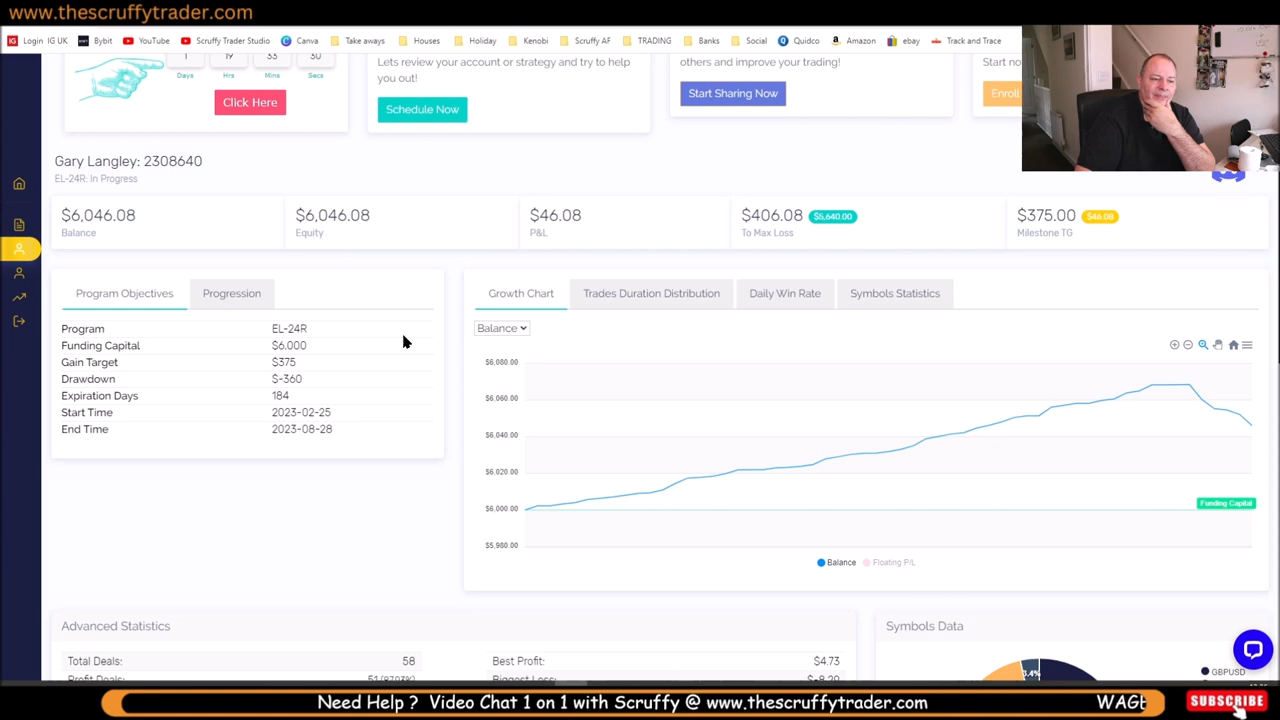 www.thescruffytrader.com
Login IG UK
Bybit
YouTube
Scruffy Trader Studio
Canva
Take aways
Houses
Holiday
Kenobi
Scruffy AF
TRADING
Banks
Social
Quidco
Amazon
ebay
Track and Trace
1 19 33 30
Days Hrs Mins Secs
Click Here
Lets review your account or strategy and try to help
you out!
Schedule Now
others and improve your trading!
Start Sharing Now
Start no
Enroll
Gary Langley: 2308640
EL-24R: In Progress
$6,046.08
Balance
$6,046.08
Equity
$46.08
P&L
$406.08 $5,640.00
To Max Loss
$375.00 $46.08
Milestone TG
Program Objectives
Progression
Program EL-24R
Funding Capital $6,000
Gain Target $375
Drawdown $-360
Expiration Days 184
Start Time 2023-02-25
End Time 2023-08-28
Growth Chart
Trades Duration Distribution
Daily Win Rate
Symbols Statistics
Balance
$6,080.00
$6,060.00
$6,040.00
$6,020.00
$6,000.00
$5,980.00
Funding Capital
Balance Floating P/L
Advanced Statistics
Total Deals: 58
Best Profit: $4.73
Symbols Data
3.4%
GBPUSD
Need Help ? Video Chat 1 on 1 with Scruffy @ www.thescruffytrader.com
SUBSCRIBE